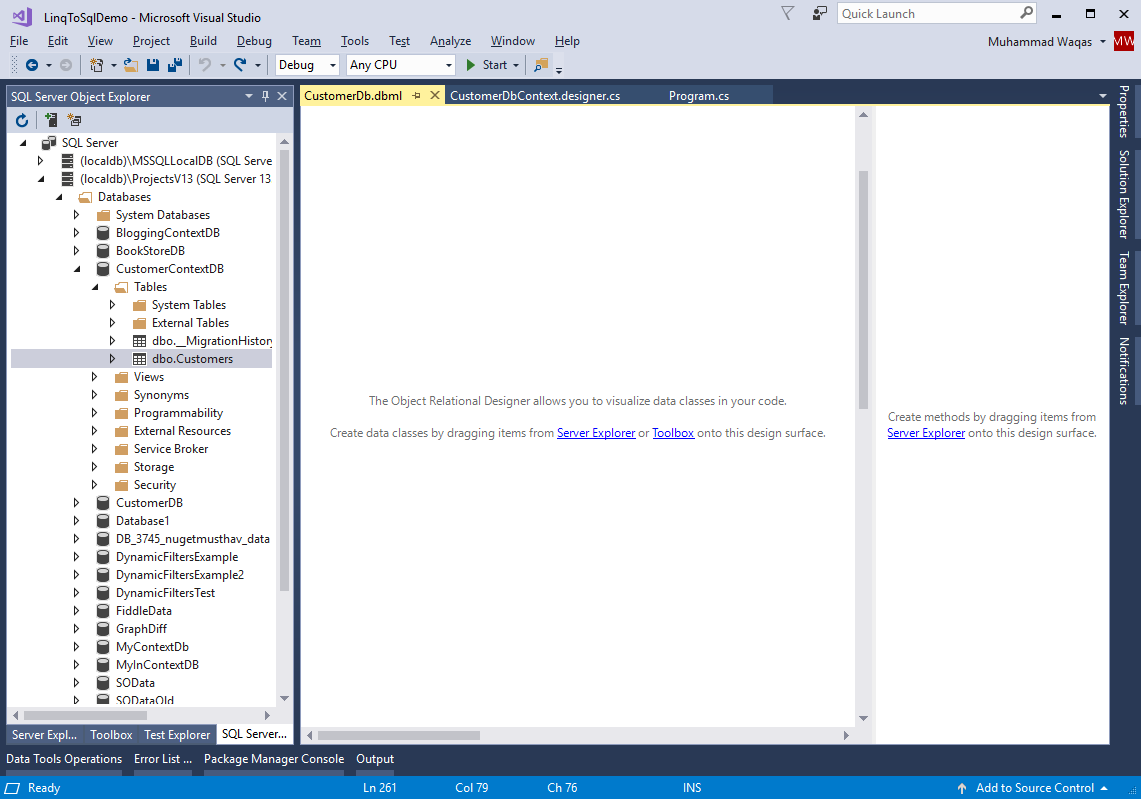 LinqToSqlDemo - Microsoft Visual Studio
Quick Launch
File Edit View Project Build Debug Team Tools Test Analyze Window Help
Muhammad Waqas MW
Debug Any CPU Start
SQL Server Object Explorer
CustomerDb.dbml CustomerDbContext.designer.cs Program.cs
SQL Server
(localdb)\MSSQLLocalDB (SQL Serve
(localdb)\ProjectsV13 (SQL Server 13
Databases
System Databases
BloggingContextDB
BookStoreDB
CustomerContextDB
Tables
System Tables
External Tables
dbo.__MigrationHistory
dbo.Customers
Views
Synonyms
Programmability
External Resources
Service Broker
Storage
Security
CustomerDB
Database1
DB_3745_nugetmusthav_data
DynamicFiltersExample
DynamicFiltersExample2
DynamicFiltersTest
FiddleData
GraphDiff
MyContextDb
MyInContextDB
SOData
SODataOld
Server Expl... Toolbox Test Explorer SQL Server...
The Object Relational Designer allows you to visualize data classes in your code.
Create data classes by dragging items from Server Explorer or Toolbox onto this design surface.
Create methods by dragging items from
Server Explorer onto this design surface.
Properties
Solution Explorer
Team Explorer
Notifications
Data Tools Operations Error List ... Package Manager Console Output
Ready Ln 261 Col 79 Ch 76 INS Add to Source Control